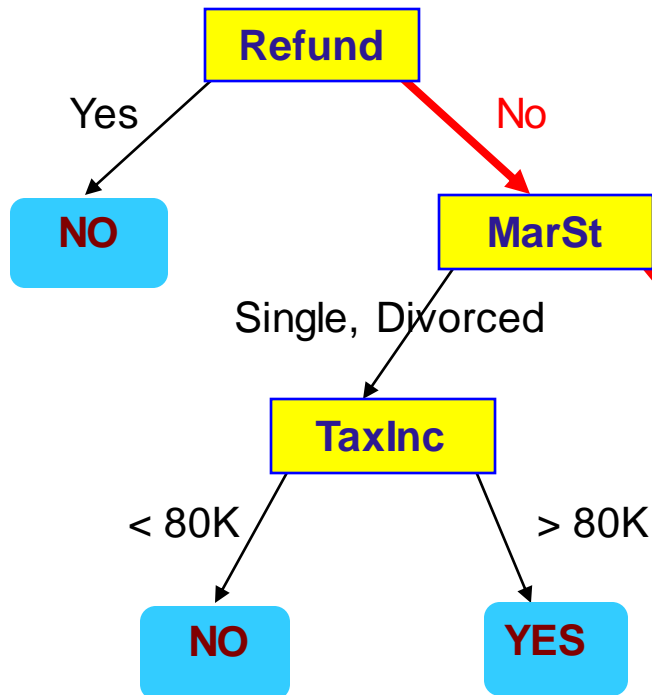 Refund
Yes
No
NO
MarSt
Single, Divorced
TaxInc
< 80K
> 80K
NO
YES